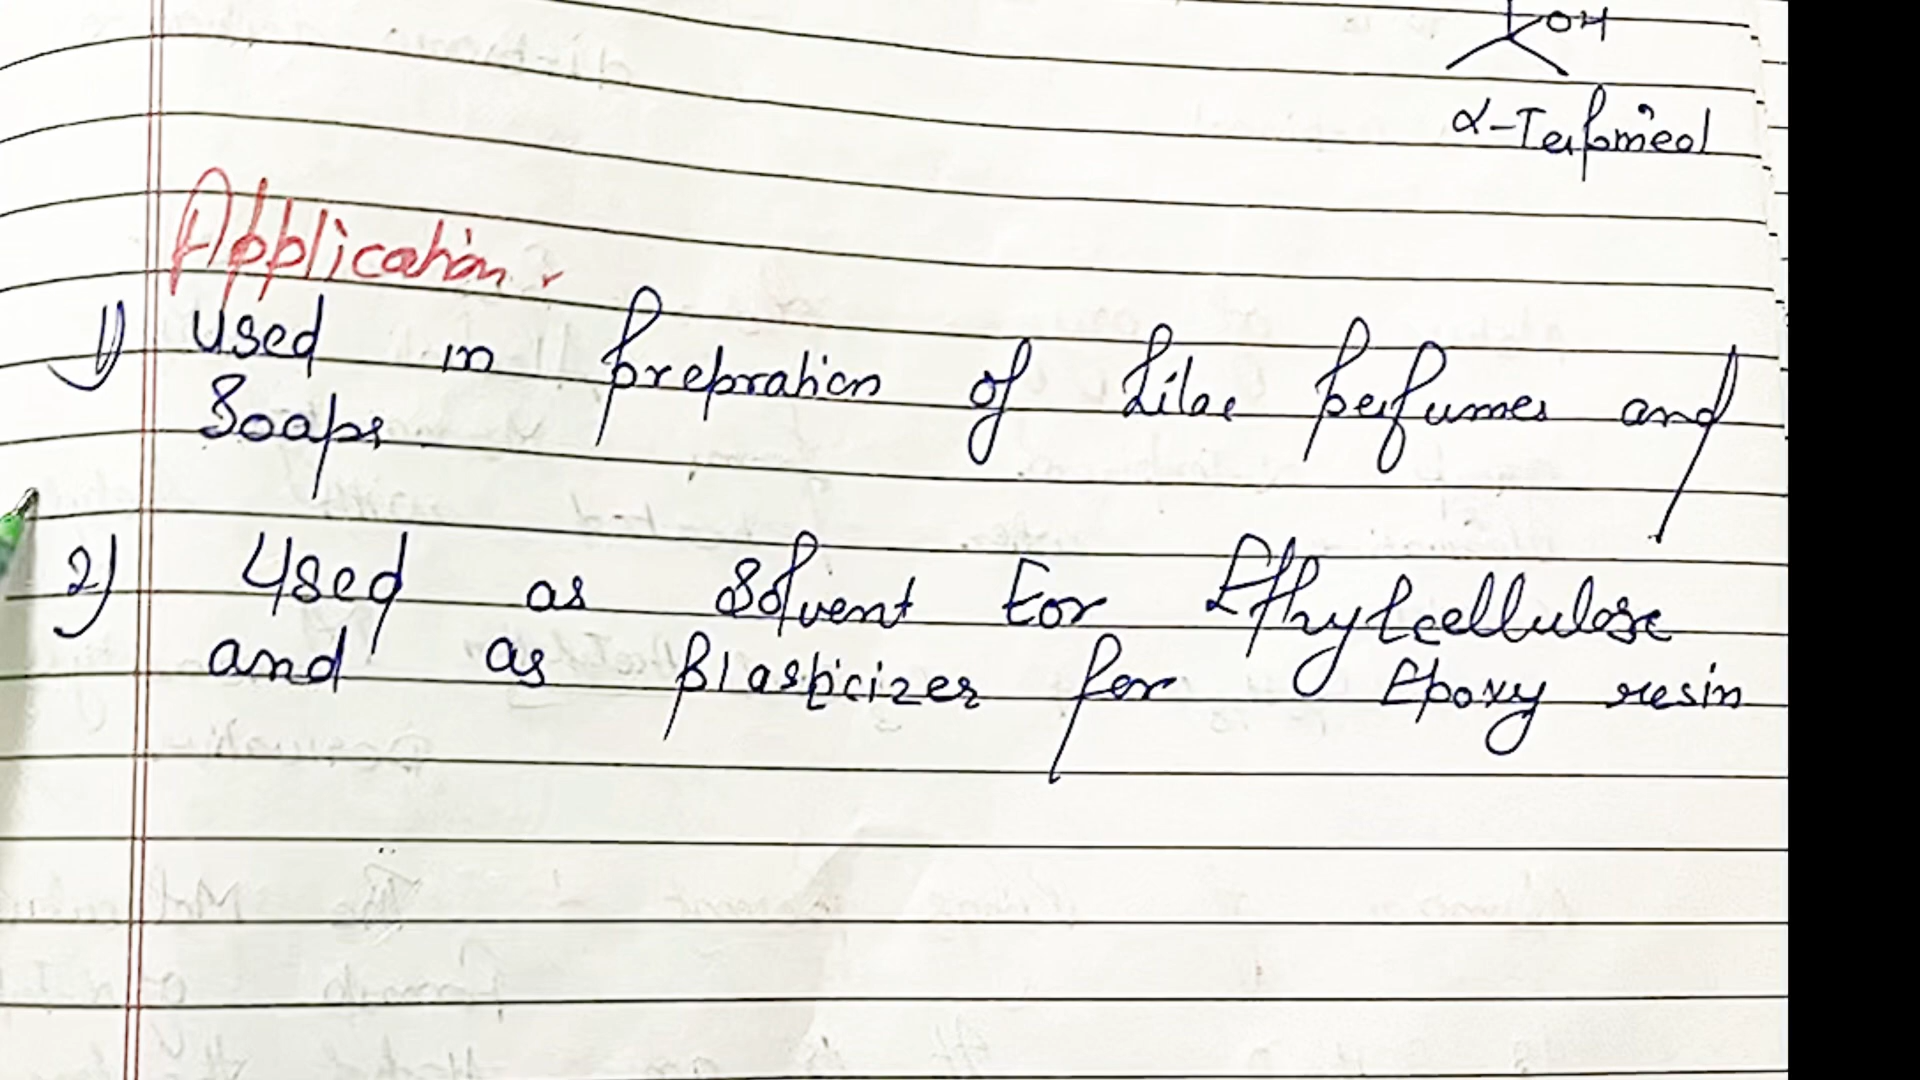 OH
α-Terpineol
Application.
1) Used in prepration of Lilac perfumes and
Soaps
2) Used as Solvent for Ethylcellulose
and as plasticizer for Epoxy resin